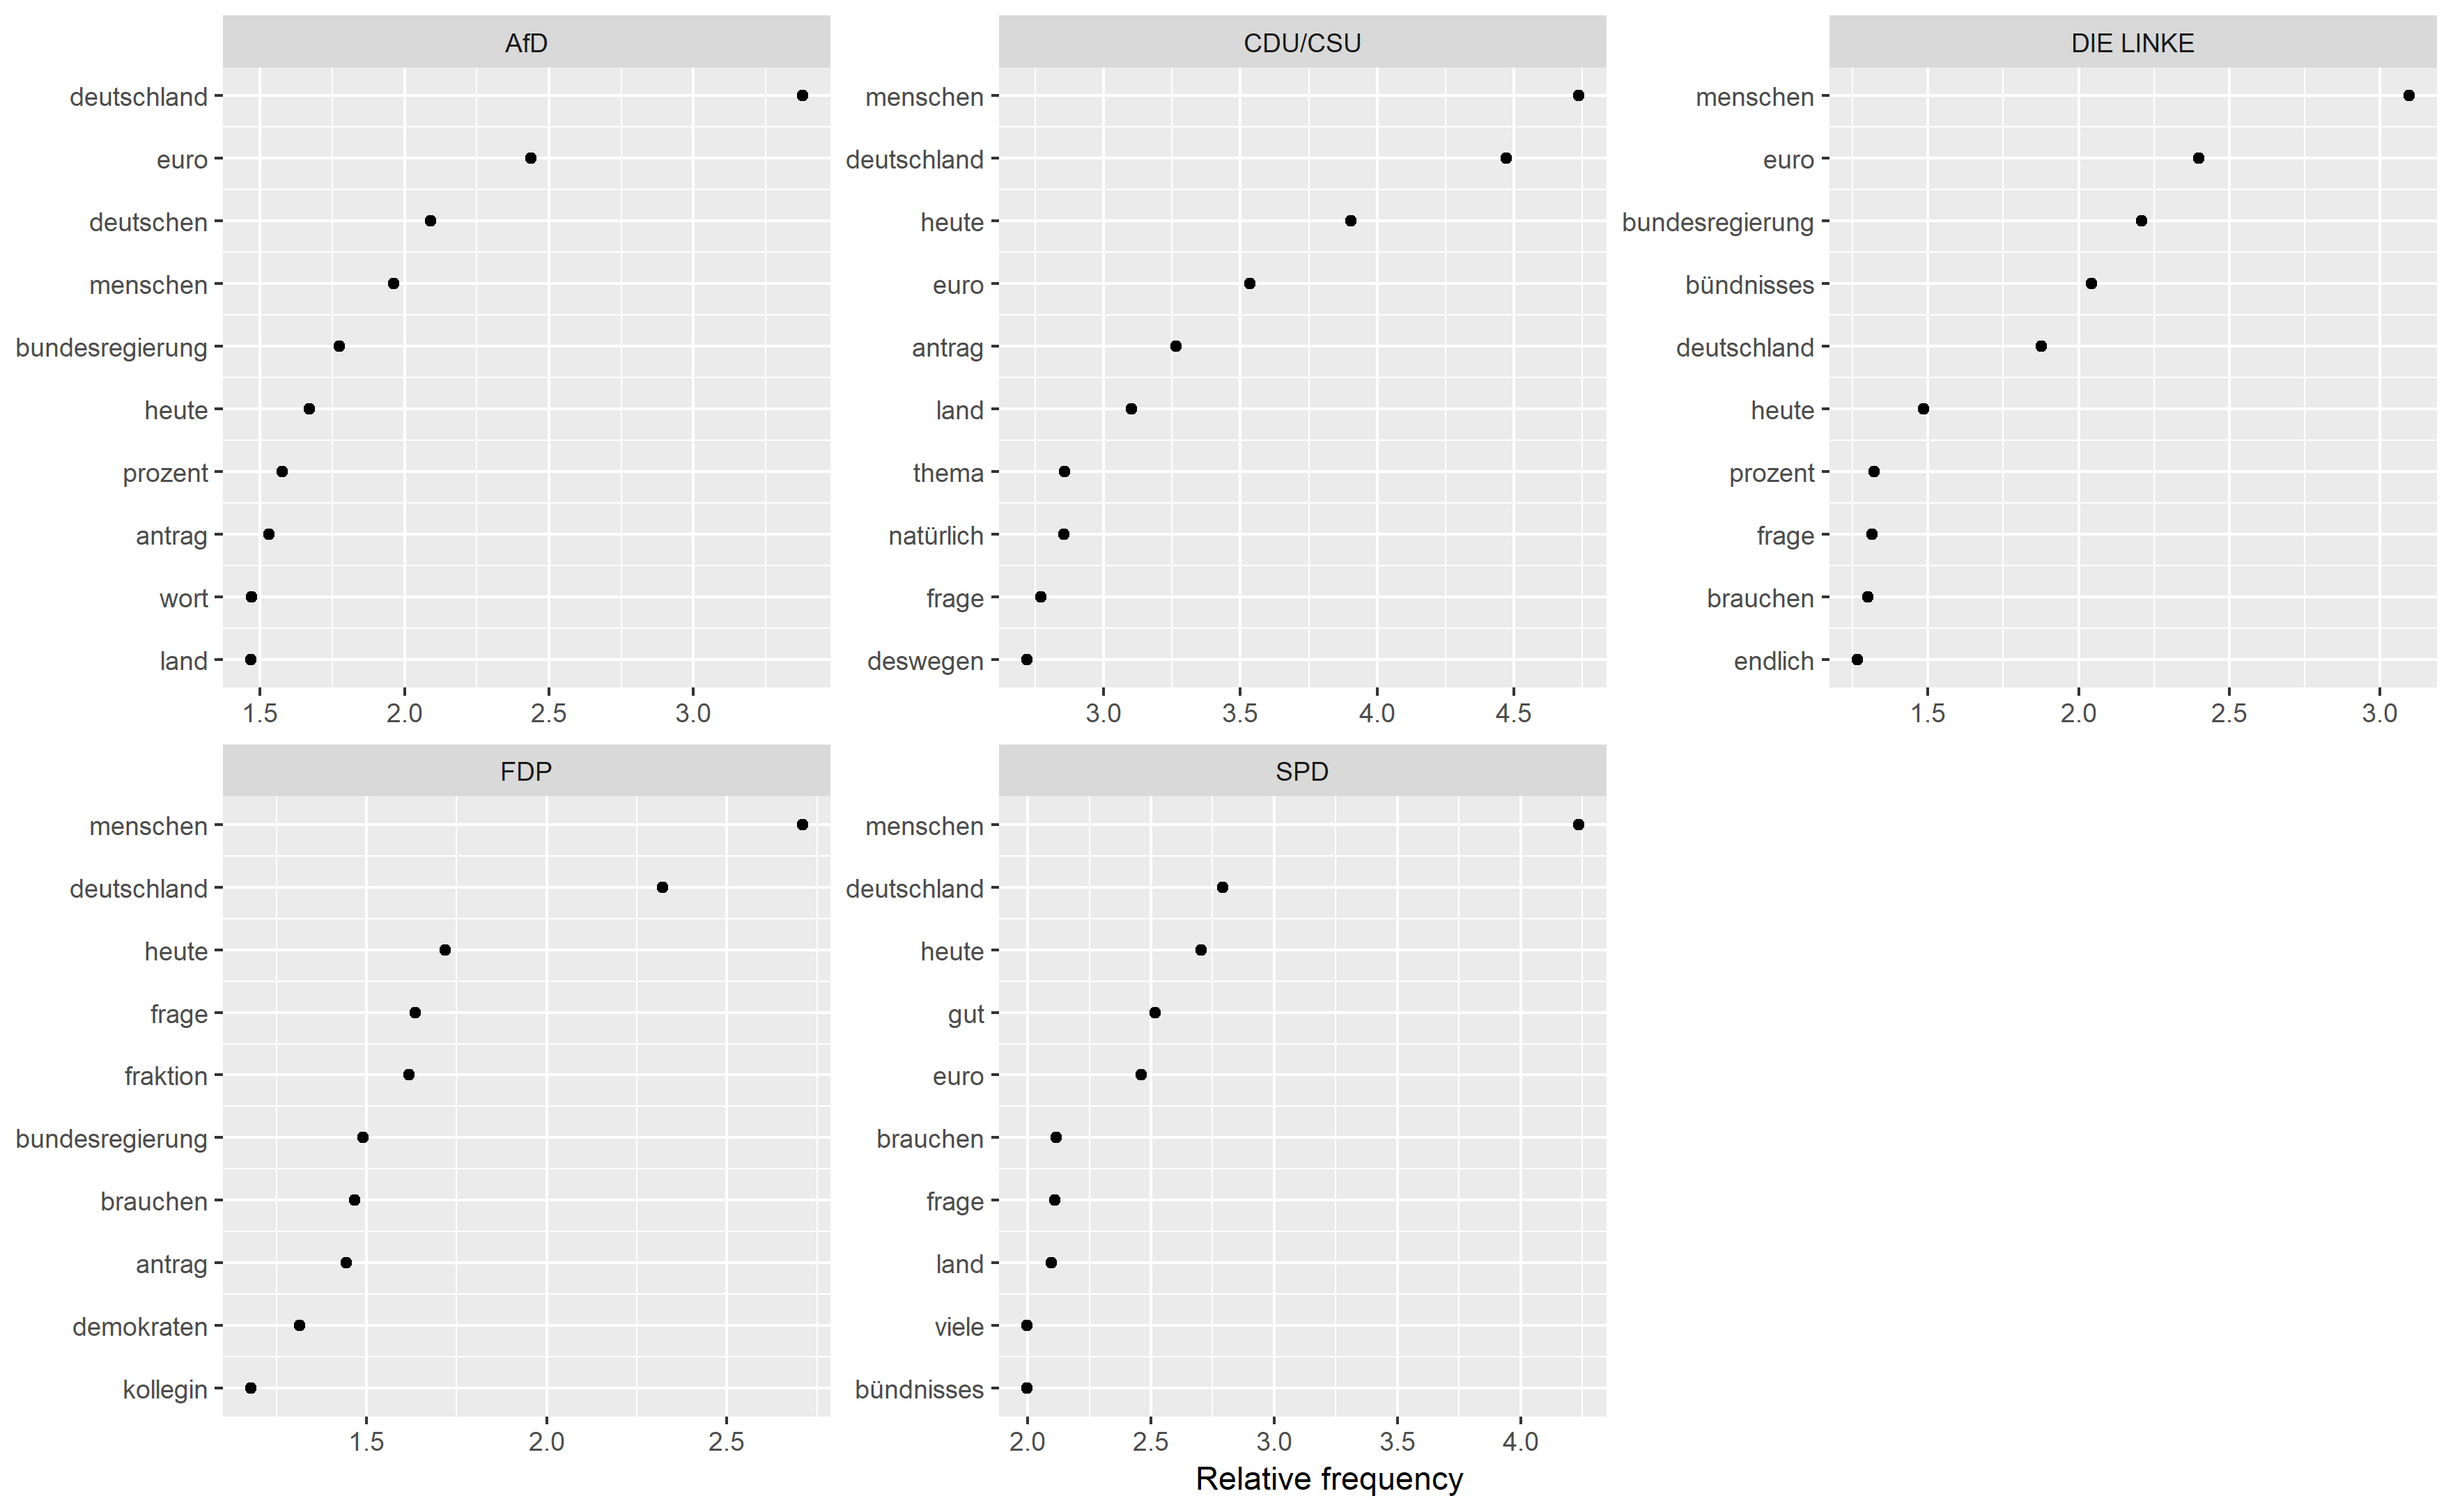 AfD
deutschland
euro
deutschen
menschen
bundesregierung
heute
prozent
antrag
wort
land
1.5 2.0 2.5 3.0
CDU/CSU
menschen
deutschland
heute
euro
antrag
land
thema
natürlich
frage
deswegen
3.0 3.5 4.0 4.5
DIE LINKE
menschen
euro
bundesregierung
bündnisses
deutschland
heute
prozent
frage
brauchen
endlich
1.5 2.0 2.5 3.0
FDP
menschen
deutschland
heute
frage
fraktion
bundesregierung
brauchen
antrag
demokraten
kollegin
1.5 2.0 2.5
SPD
menschen
deutschland
heute
gut
euro
brauchen
frage
land
viele
bündnisses
2.0 2.5 3.0 3.5 4.0
Relative frequency